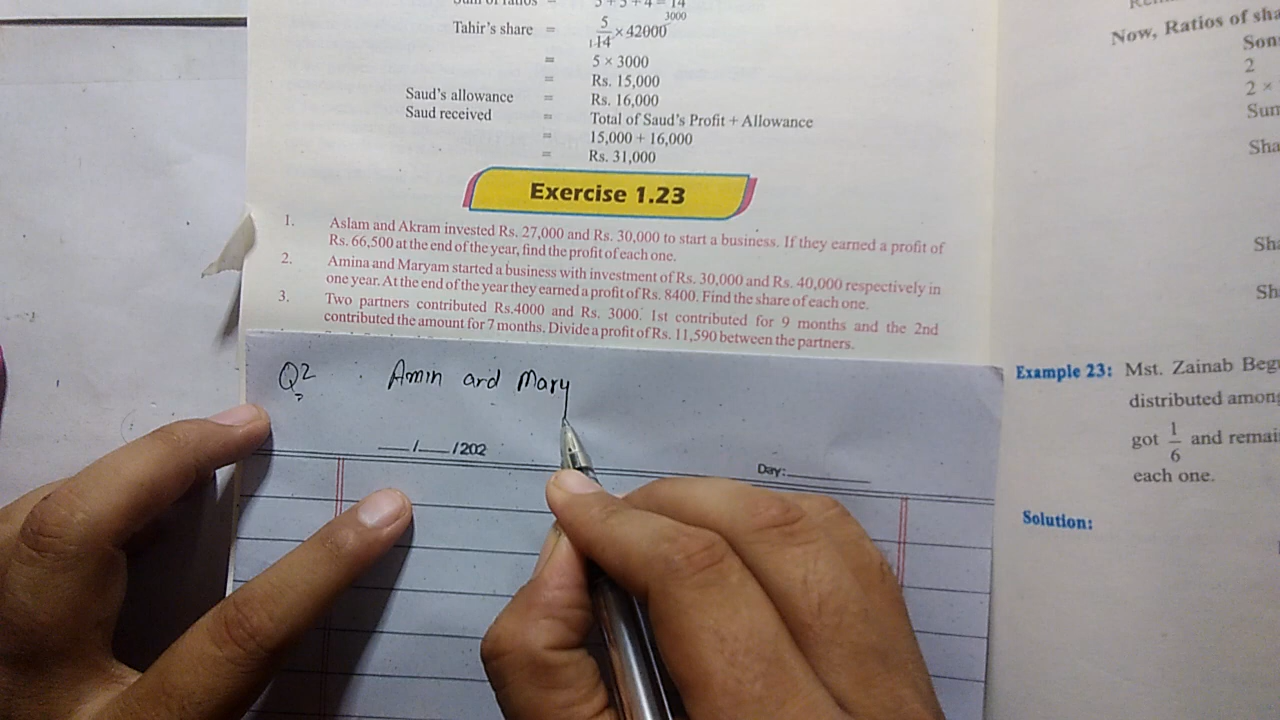 3 + 3 + 4 = 14
Tahir's share = 5/14 × 42000 3000
1
= 5 × 3000
= Rs. 15,000
Saud's allowance = Rs. 16,000
Saud received = Total of Saud's Profit + Allowance
= 15,000 + 16,000
= Rs. 31,000
Exercise 1.23
1. Aslam and Akram invested Rs. 27,000 and Rs. 30,000 to start a business. If they earned a profit of
Rs. 66,500 at the end of the year, find the profit of each one.
2. Amina and Maryam started a business with investment of Rs. 30,000 and Rs. 40,000 respectively in
one year. At the end of the year they earned a profit of Rs. 8400. Find the share of each one.
3. Two partners contributed Rs.4000 and Rs. 3000. 1st contributed for 9 months and the 2nd
contributed the amount for 7 months. Divide a profit of Rs. 11,590 between the partners.
Q2 Amin and Mary
__/__/202
Day:
Now, Ratios of sha
Son
2
2 ×
Sum
Sha
Sha
Sh
Example 23: Mst. Zainab Beg
distributed among
got 1/6 and remai
each one.
Solution: